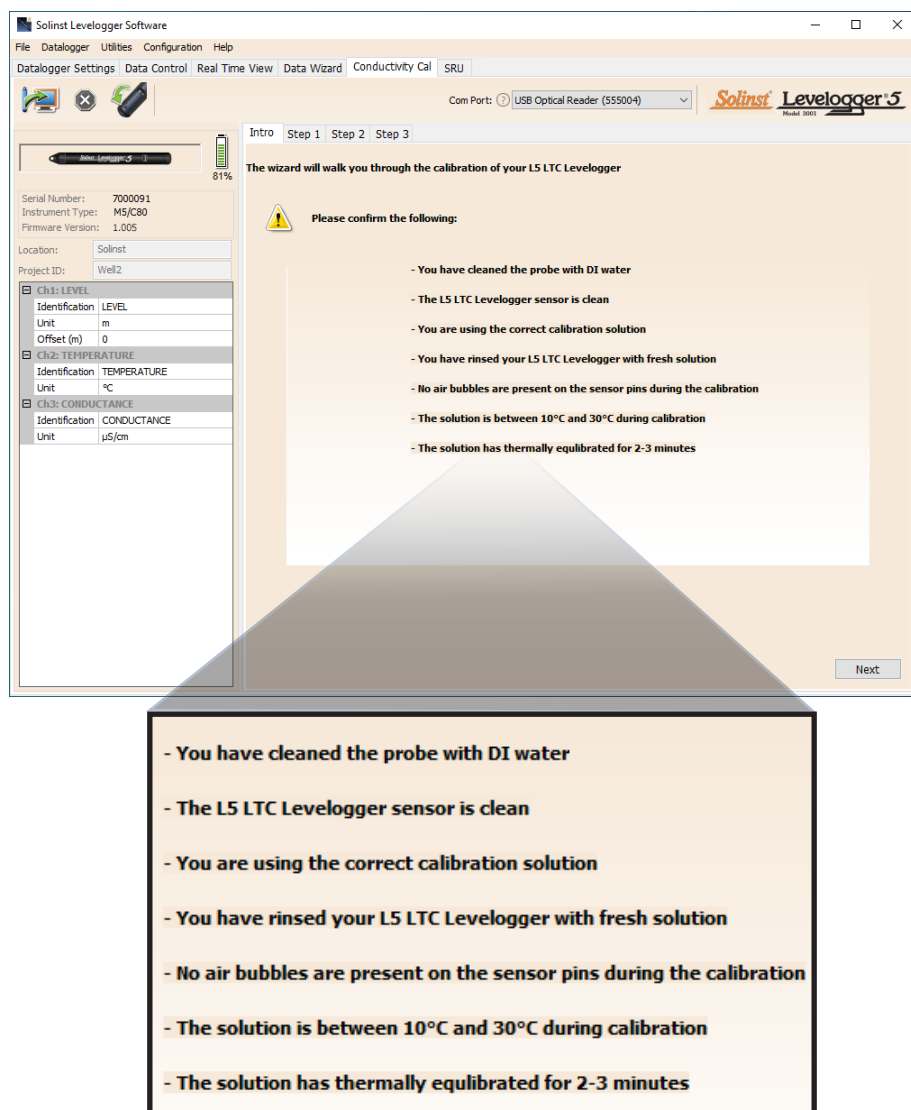 Solinst Levelogger Software
File Datalogger Utilities Configuration Help
Datalogger Settings Data Control Real Time View Data Wizard Conductivity Cal SRU
Com Port: ? USB Optical Reader (555004)
Solinst Levelogger 5
Model 3001
Intro Step 1 Step 2 Step 3
Solinst Levelogger 5
81%
Serial Number: 7000091
Instrument Type: M5/C80
Firmware Version: 1.005
Location: Solinst
Project ID: Well2
Ch1: LEVEL
Identification LEVEL
Unit m
Offset (m) 0
Ch2: TEMPERATURE
Identification TEMPERATURE
Unit °C
Ch3: CONDUCTANCE
Identification CONDUCTANCE
Unit µS/cm
The wizard will walk you through the calibration of your L5 LTC Levelogger
Please confirm the following:
- You have cleaned the probe with DI water
- The L5 LTC Levelogger sensor is clean
- You are using the correct calibration solution
- You have rinsed your L5 LTC Levelogger with fresh solution
- No air bubbles are present on the sensor pins during the calibration
- The solution is between 10°C and 30°C during calibration
- The solution has thermally equlibrated for 2-3 minutes
Next
- You have cleaned the probe with DI water
- The L5 LTC Levelogger sensor is clean
- You are using the correct calibration solution
- You have rinsed your L5 LTC Levelogger with fresh solution
- No air bubbles are present on the sensor pins during the calibration
- The solution is between 10°C and 30°C during calibration
- The solution has thermally equlibrated for 2-3 minutes